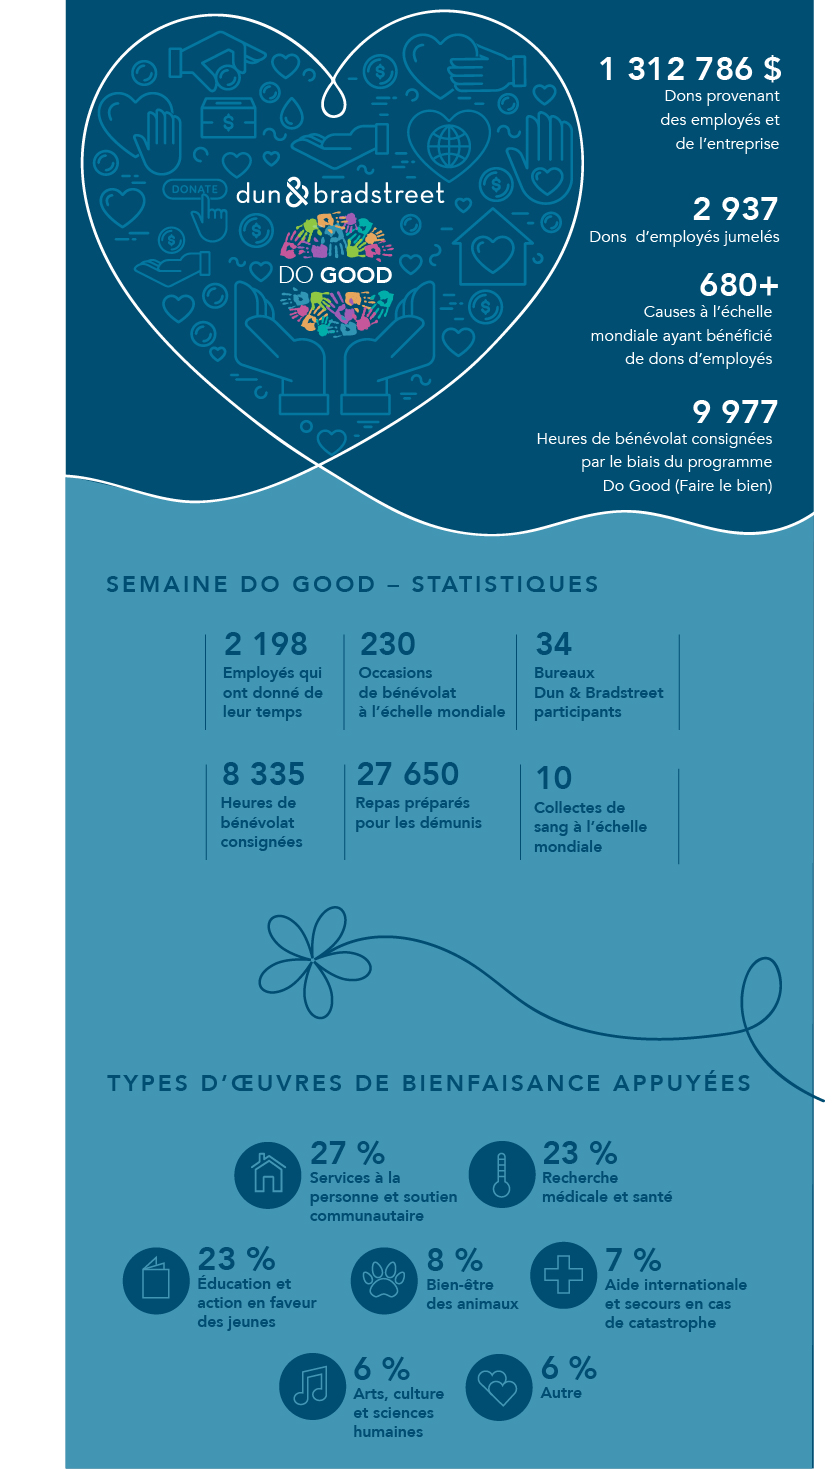 1 312 786 $
Dons provenant
des employés et
de l'entreprise
DONATE
dun&bradstreet
DO GOOD
2 937
Dons d'employés jumelés
680+
Causes à l'échelle
mondiale ayant bénéficié
de dons d'employés
9 977
Heures de bénévolat consignées
par le biais du programme
Do Good (Faire le bien)
SEMAINE DO GOOD – STATISTIQUES
2 198
Employés qui
ont donné de
leur temps
230
Occasions
de bénévolat
à l'échelle mondiale
34
Bureaux
Dun & Bradstreet
participants
8 335
Heures de
bénévolat
consignées
27 650
Repas préparés
pour les démunis
10
Collectes de
sang à l'échelle
mondiale
TYPES D'ŒUVRES DE BIENFAISANCE APPUYÉES
27 %
Services à la
personne et soutien
communautaire
23 %
Recherche
médicale et santé
23 %
Éducation et
action en faveur
des jeunes
8 %
Bien-être
des animaux
7 %
Aide internationale
et secours en cas
de catastrophe
6 %
Arts, culture
et sciences
humaines
6 %
Autre